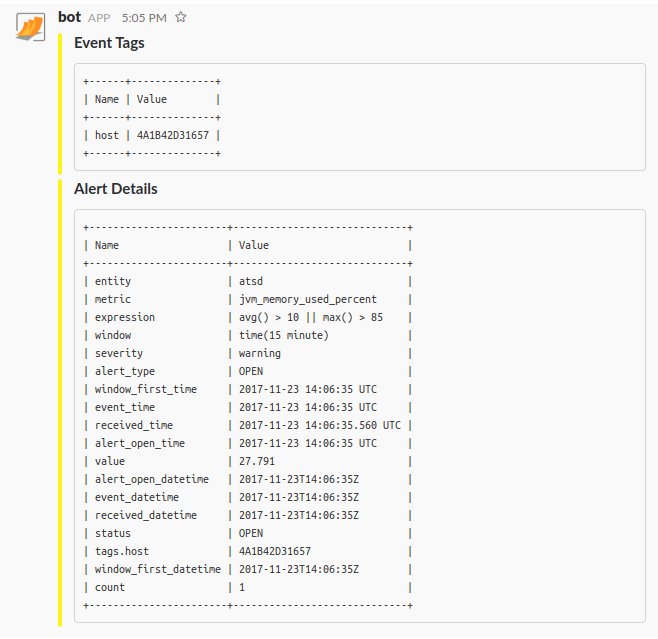 bot APP 5:05 PM ☆
Event Tags
+------+--------------+
| Name | Value        |
+------+--------------+
| host | 4A1B42D31657 |
+------+--------------+
Alert Details
+-----------------------+-----------------------------+
| Name                  | Value                       |
+-----------------------+-----------------------------+
| entity                | atsd                        |
| metric                | jvm_memory_used_percent     |
| expression            | avg() > 10 || max() > 85    |
| window                | time(15 minute)             |
| severity              | warning                     |
| alert_type            | OPEN                        |
| window_first_time     | 2017-11-23 14:06:35 UTC     |
| event_time            | 2017-11-23 14:06:35 UTC     |
| received_time         | 2017-11-23 14:06:35.560 UTC |
| alert_open_time       | 2017-11-23 14:06:35 UTC     |
| value                 | 27.791                      |
| alert_open_datetime   | 2017-11-23T14:06:35Z        |
| event_datetime        | 2017-11-23T14:06:35Z        |
| received_datetime     | 2017-11-23T14:06:35Z        |
| status                | OPEN                        |
| tags.host             | 4A1B42D31657                |
| window_first_datetime | 2017-11-23T14:06:35Z        |
| count                 | 1                           |
+-----------------------+-----------------------------+